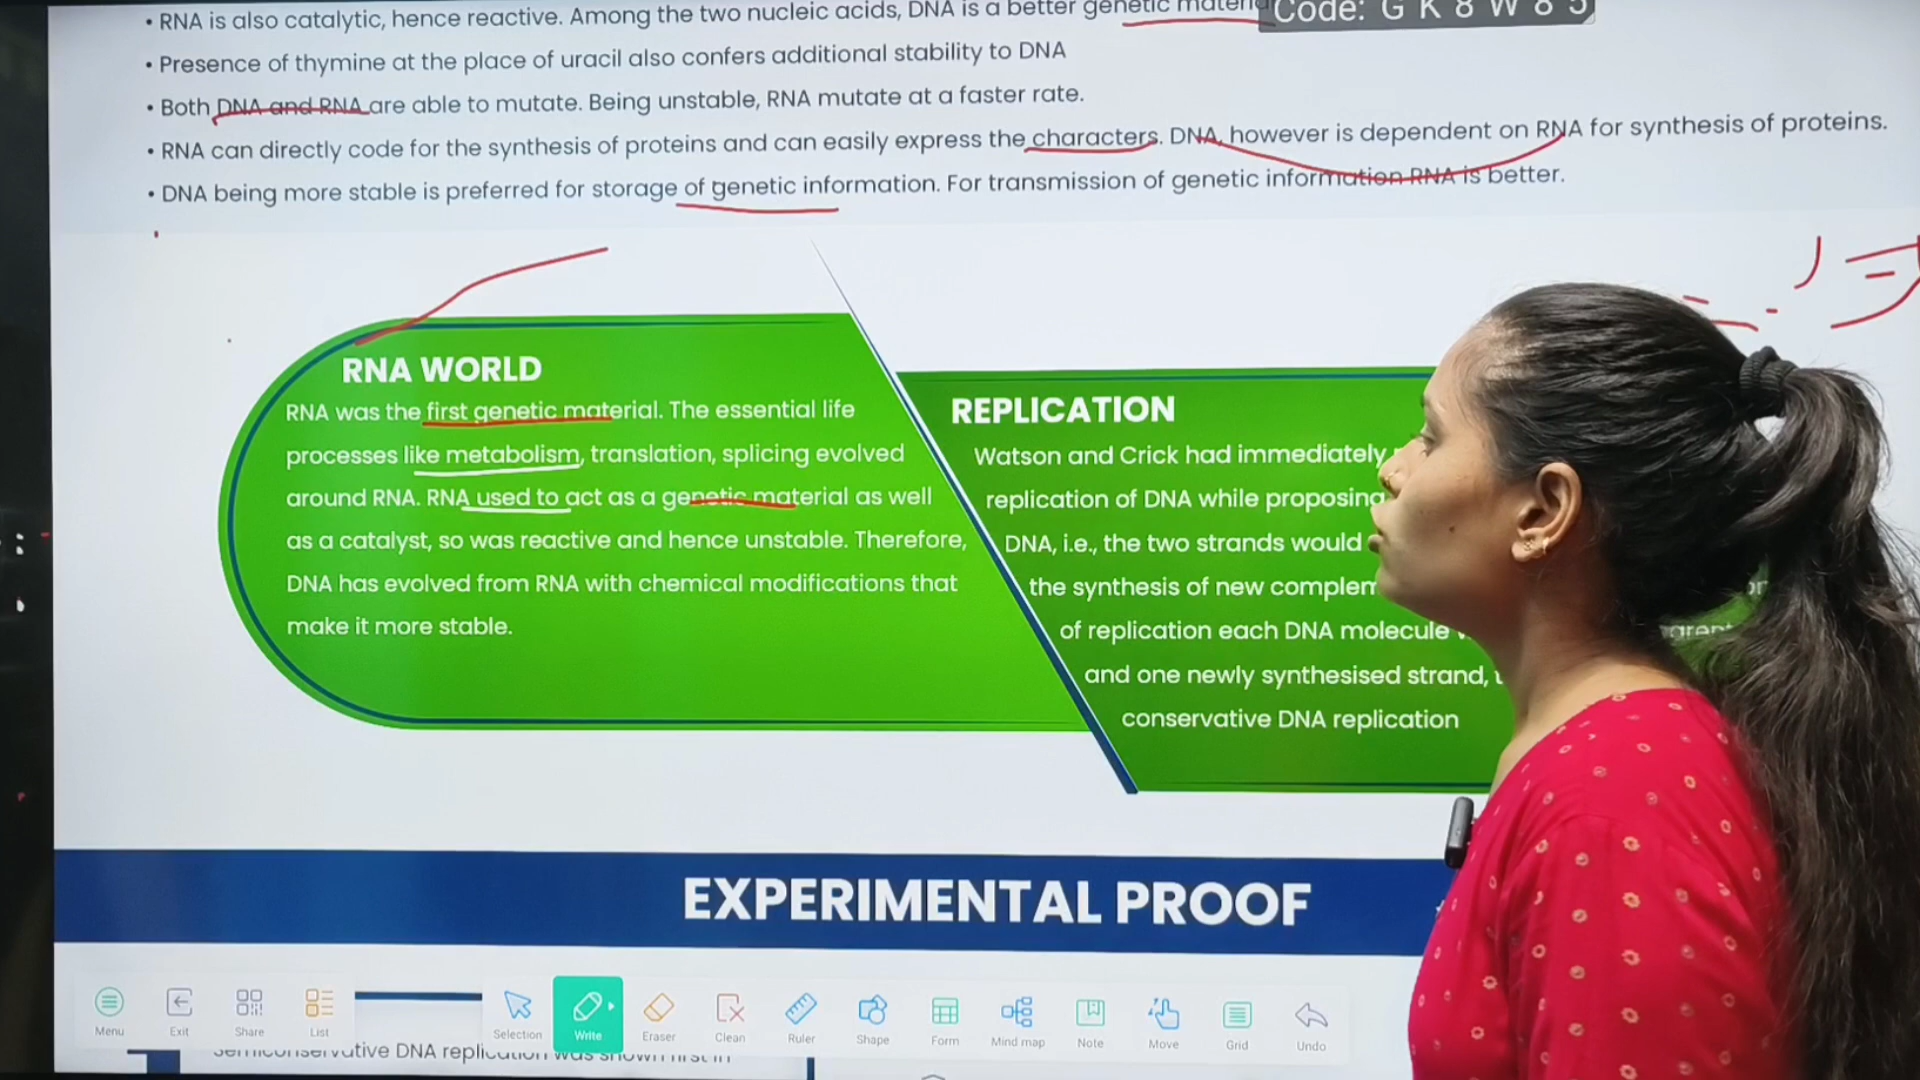 • RNA is also catalytic, hence reactive. Among the two nucleic acids, DNA is a better genetic
Code: G K 8 W 8 5
• Presence of thymine at the place of uracil also confers additional stability to DNA
• Both DNA and RNA are able to mutate. Being unstable, RNA mutate at a faster rate.
• RNA can directly code for the synthesis of proteins and can easily express the characters. DNA, however is dependent on RNA for synthesis of proteins.
• DNA being more stable is preferred for storage of genetic information. For transmission of genetic information RNA is better.
RNA WORLD
RNA was the first genetic material. The essential life
processes like metabolism, translation, splicing evolved
around RNA. RNA used to act as a genetic material as well
as a catalyst, so was reactive and hence unstable. Therefore,
DNA has evolved from RNA with chemical modifications that
make it more stable.
REPLICATION
Watson and Crick had immediately
replication of DNA while proposing
DNA, i.e., the two strands would
the synthesis of new
of replication each DNA molecule
and one newly synthesised strand,
conservative DNA replication
EXPERIMENTAL PROOF
Menu
Exit
Share
List
Selection
Write
Eraser
Clean
Ruler
Shape
Form
Mind map
Note
Move
Grid
Undo
Semiconservative DNA replication was shown first in